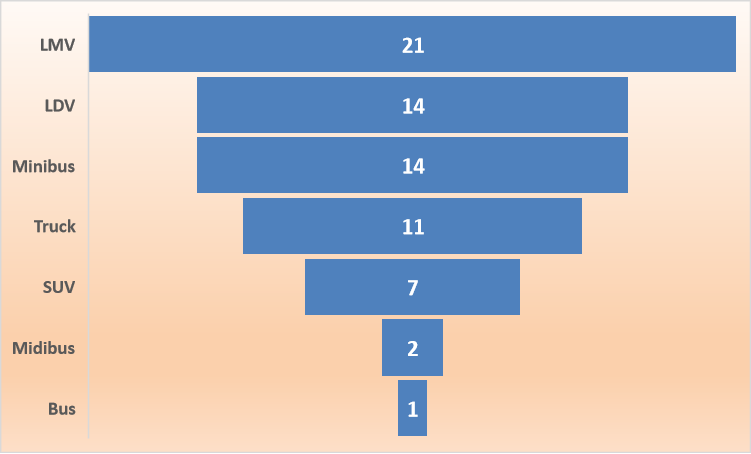 LMV 21
LDV 14
Minibus 14
Truck 11
SUV 7
Midibus 2
Bus 1